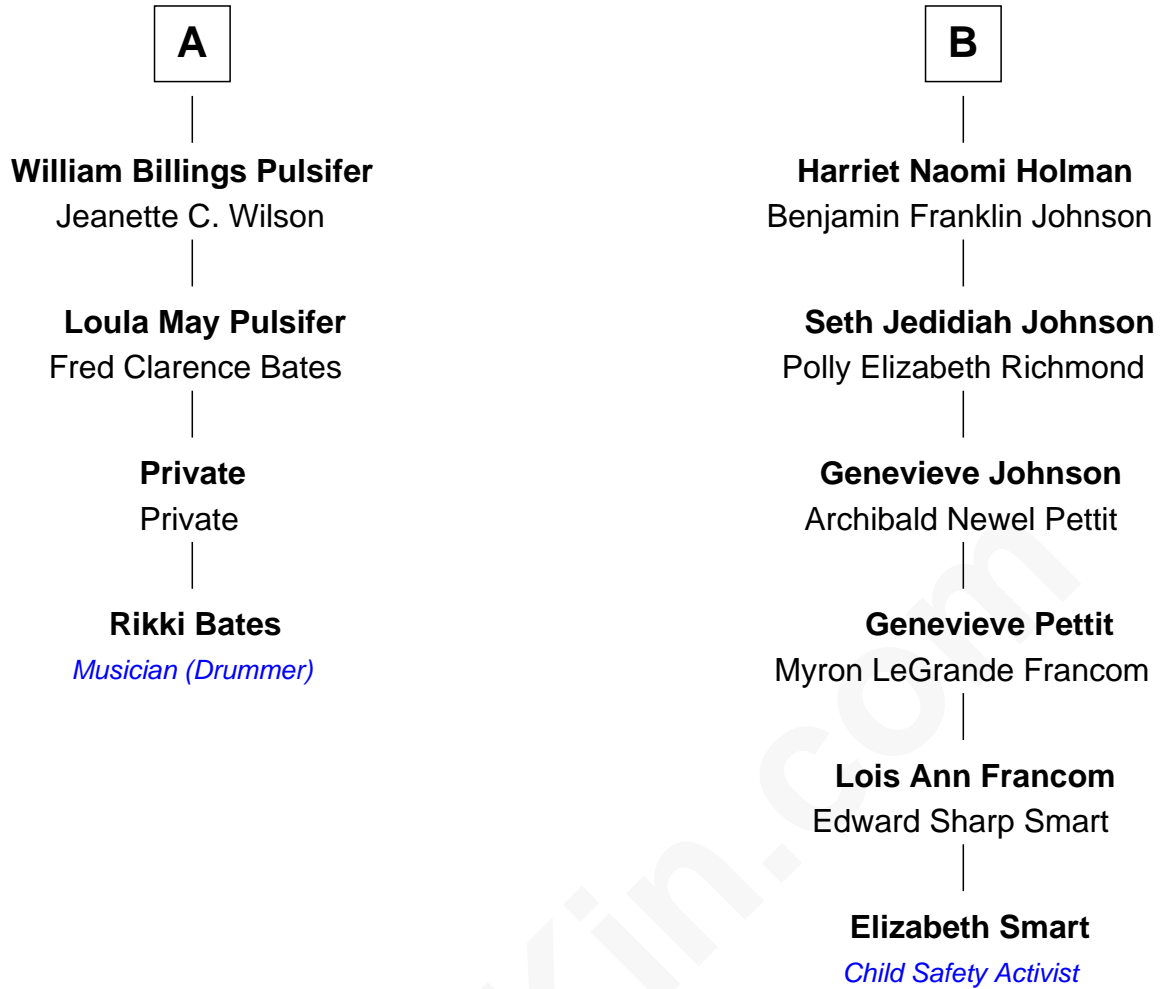 A
William Billings Pulsifer
Jeanette C. Wilson
Loula May Pulsifer
Fred Clarence Bates
Private
Private
Rikki Bates
Musician (Drummer)
B
Harriet Naomi Holman
Benjamin Franklin Johnson
Seth Jedidiah Johnson
Polly Elizabeth Richmond
Genevieve Johnson
Archibald Newel Pettit
Genevieve Pettit
Myron LeGrande Francom
Lois Ann Francom
Edward Sharp Smart
Elizabeth Smart
Child Safety Activist
Kin.com